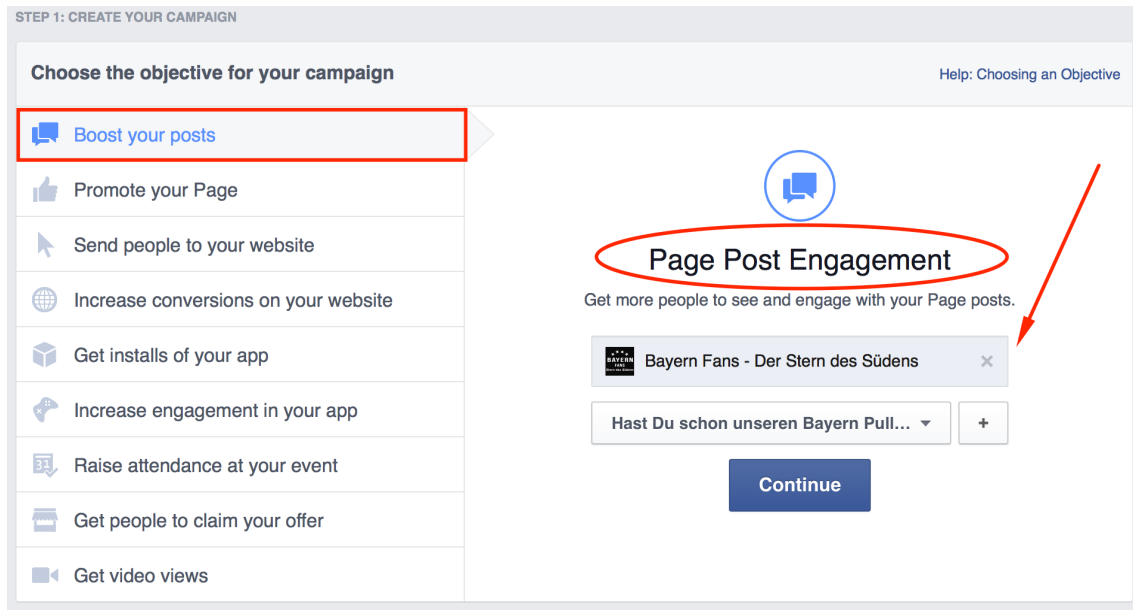 STEP 1: CREATE YOUR CAMPAIGN
Choose the objective for your campaign
Help: Choosing an Objective
Boost your posts
Promote your Page
Send people to your website
Increase conversions on your website
Get installs of your app
Increase engagement in your app
31
Raise attendance at your event
Get people to claim your offer
Get video views
Page Post Engagement
Get more people to see and engage with your Page posts.
BAYERN
FANS
Bayern Fans - Der Stern des Südens
Hast Du schon unseren Bayern Pull...
+
Continue